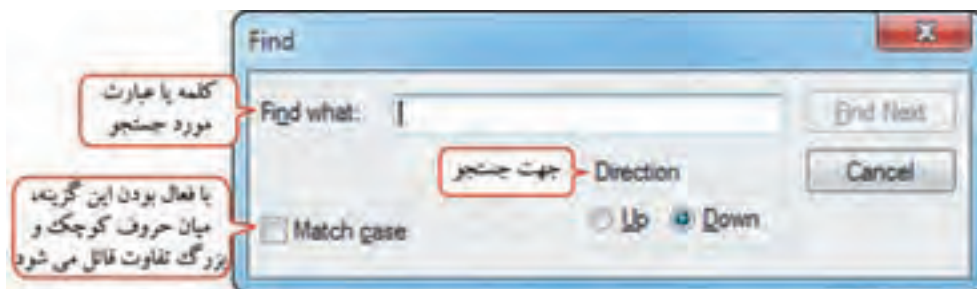 Find
کلمه یا عبارت
مورد جستجو
Find what:
Find Next
جهت جستجو
Direction
Cancel
با فعال بودن این گزینه،
میان حروف کوچک و
بزرگ تفاوت قائل می شود
Match case
Up
Down